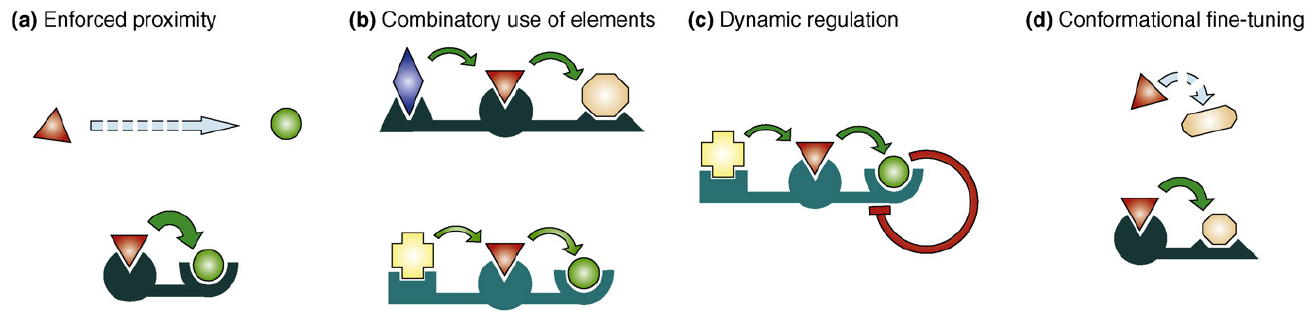 (a) Enforced proximity
(b) Combinatory use of elements
(c) Dynamic regulation
(d) Conformational fine-tuning